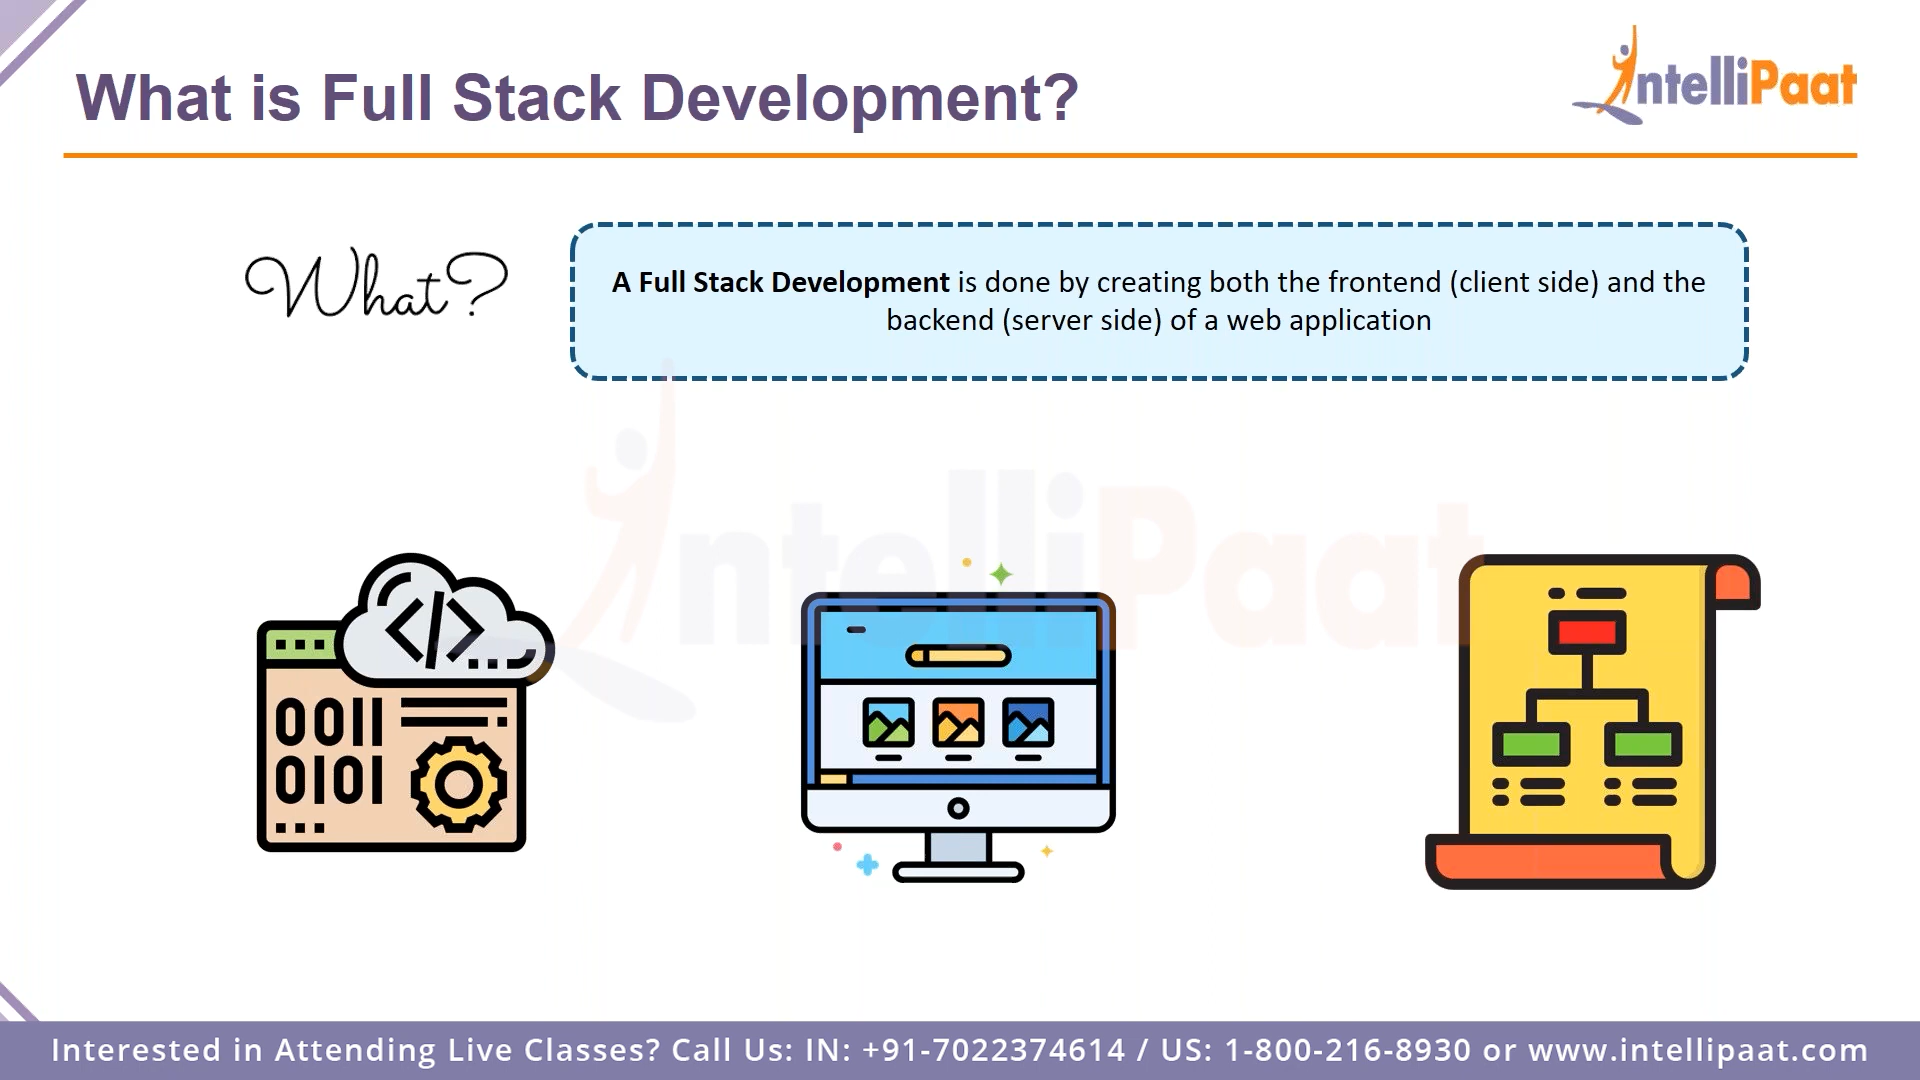 What is Full Stack Development?
IntelliPaat
What?
A Full Stack Development is done by creating both the frontend (client side) and the
backend (server side) of a web application
IntelliPaat
</>
0011
0101
Interested in Attending Live Classes? Call Us: IN: +91-7022374614 / US: 1-800-216-8930 or www.intellipaat.com